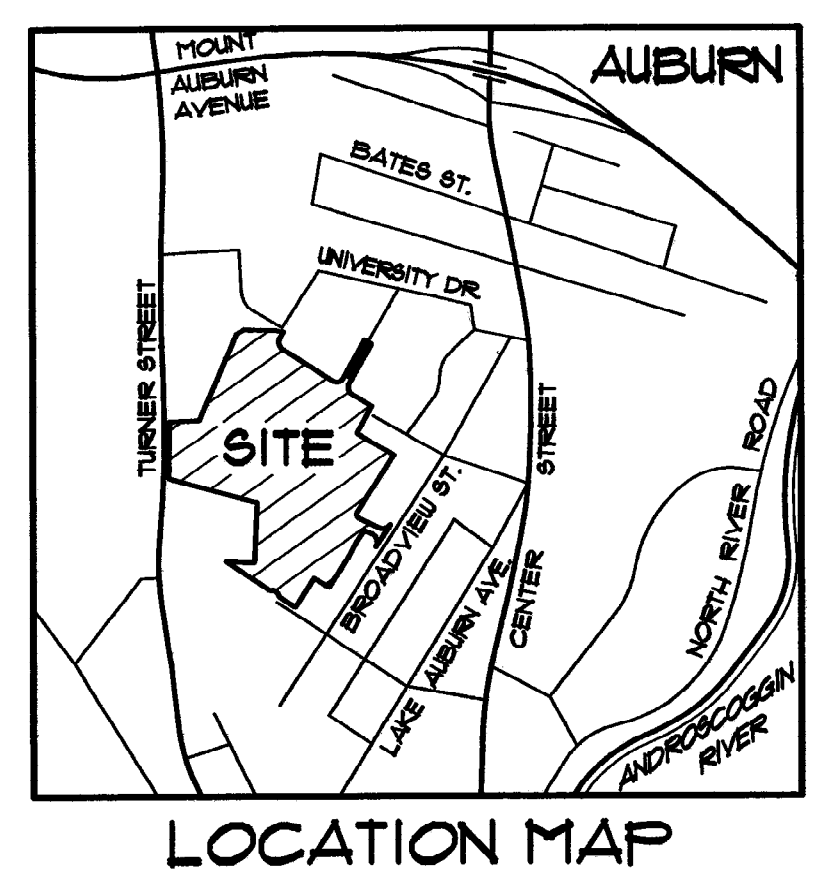 MOUNT
AUBURN
AVENUE
AUBURN
BATES ST.
UNIVERSITY DR.
TURNER STREET
SITE
STREET
ROAD
BROADVIEW ST.
NORTH RIVER
CENTER
LAKE AUBURN AVE.
ANDROSCOGGIN
RIVER
LOCATION MAP